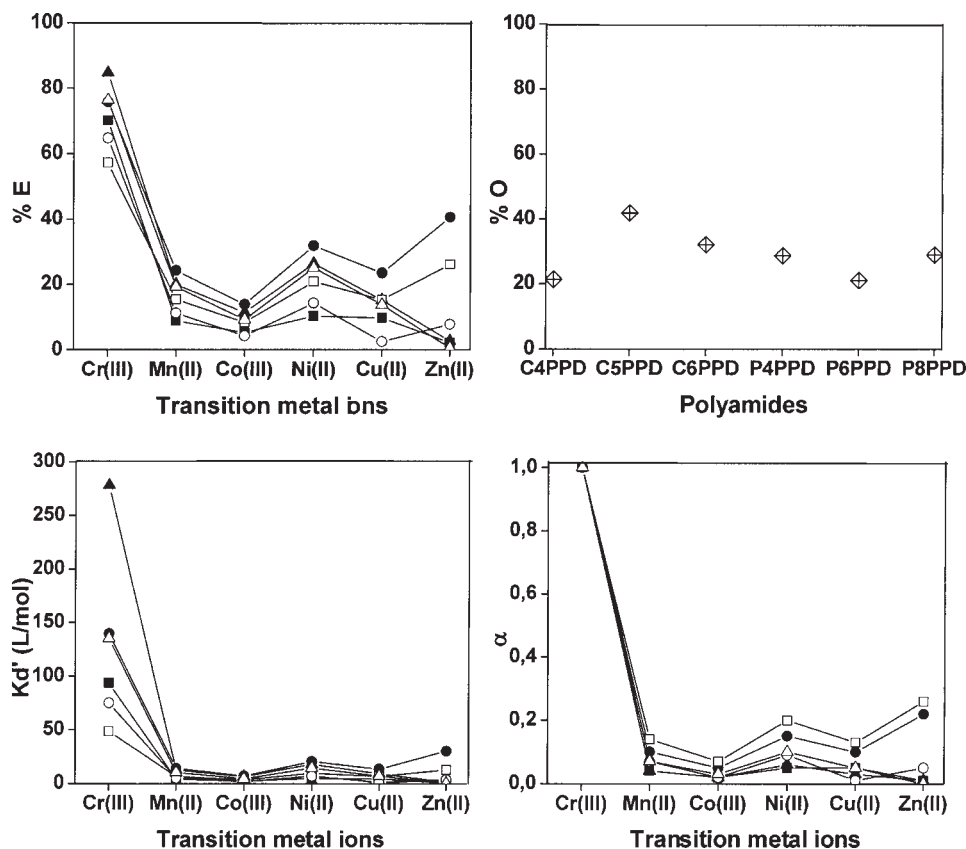 100
80
60
40
20
0
% E
Cr(III) Mn(II) Co(III) Ni(II) Cu(II) Zn(II)
Transition metal ions
100
80
60
40
20
0
% O
C4PPD C5PPD C6PPD P4PPD P6PPD P8PPD
Polyamides
300
250
200
150
100
50
0
Kd' (L/mol)
Cr(III) Mn(II) Co(III) Ni(II) Cu(II) Zn(II)
Transition metal ions
1,0
0,8
0,6
0,4
0,2
0,0
α
Cr(III) Mn(II) Co(III) Ni(II) Cu(II) Zn(II)
Transition metal ions